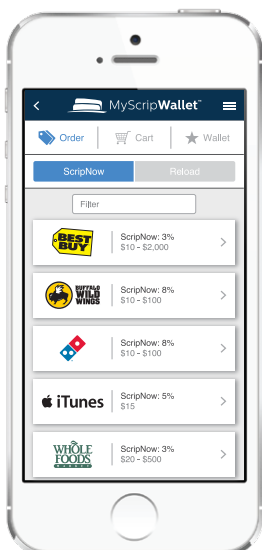 MyScripWallet™
Order
Cart
Wallet
ScripNow
Reload
Filter
BEST BUY
ScripNow: 3%
$10 - $2,000
BUFFALO
WILD
WINGS
ScripNow: 8%
$10 - $100
ScripNow: 8%
$10 - $100
iTunes
ScripNow: 5%
$15
WHOLE
FOODS
MARKET
ScripNow: 3%
$20 - $500